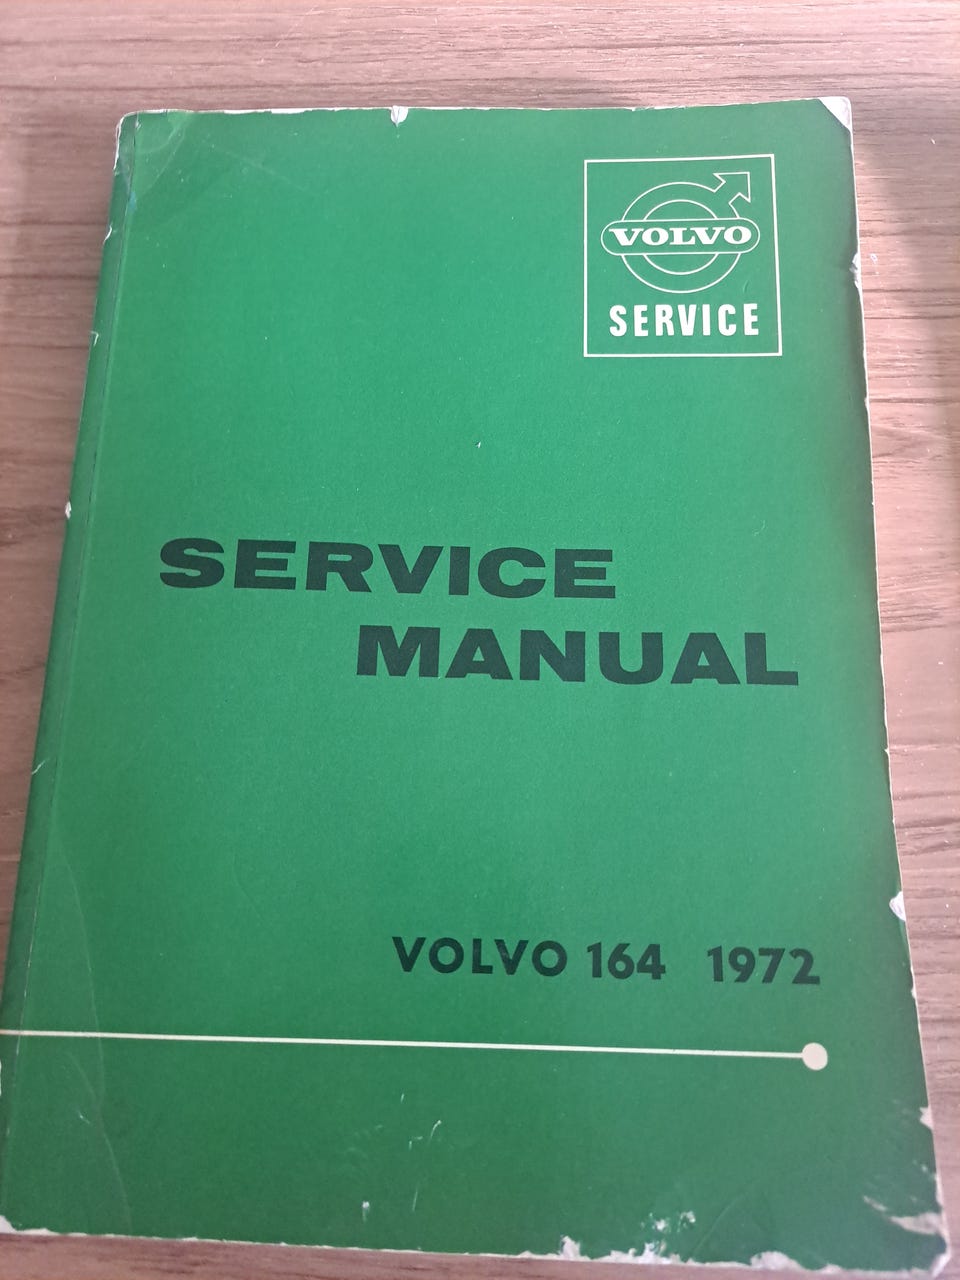 VOLVO
SERVICE
SERVICE
MANUAL
VOLVO 164 1972